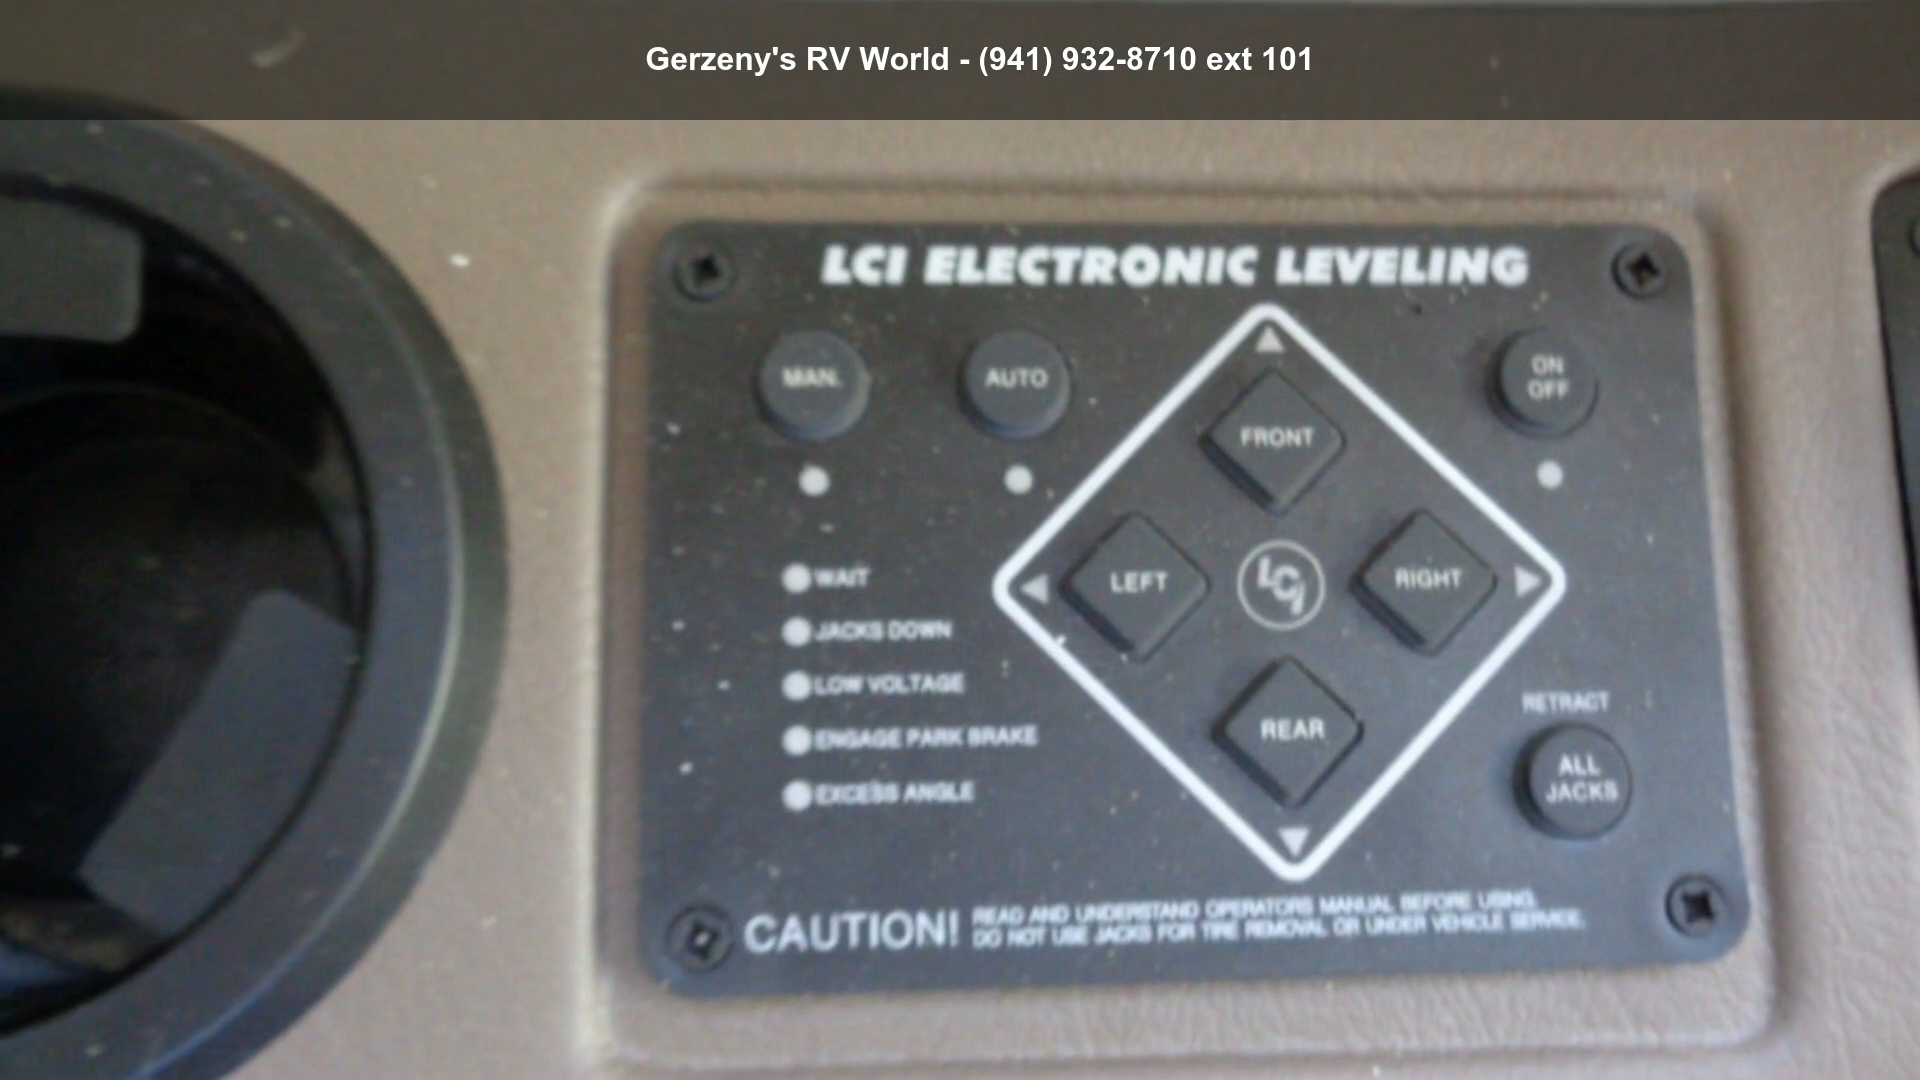 Gerzeny's RV World - (941) 932-8710 ext 101
LCI ELECTRONIC LEVELING
MAN.
AUTO
ON
OFF
FRONT
LEFT
LCI
RIGHT
REAR
WAIT
JACKS DOWN
LOW VOLTAGE
ENGAGE PARK BRAKE
EXCESS ANGLE
RETRACT
ALL
JACKS
CAUTION!
READ AND UNDERSTAND OPERATORS MANUAL BEFORE USING.
DO NOT USE JACKS FOR TIRE REMOVAL OR UNDER VEHICLE SERVICE.